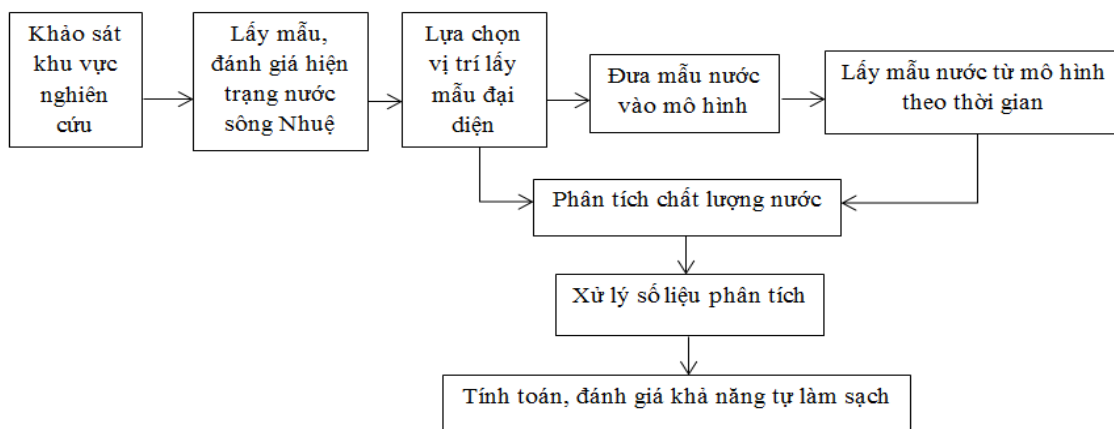 Khảo sát
khu vực
nghiên
cứu
Lấy mẫu,
đánh giá hiện
trạng nước
sông Nhuệ
Lựa chọn
vị trí lấy
mẫu đại
diện
Đưa mẫu nước
vào mô hình
Lấy mẫu nước từ mô hình
theo thời gian
Phân tích chất lượng nước
Xử lý số liệu phân tích
Tính toán, đánh giá khả năng tự làm sạch